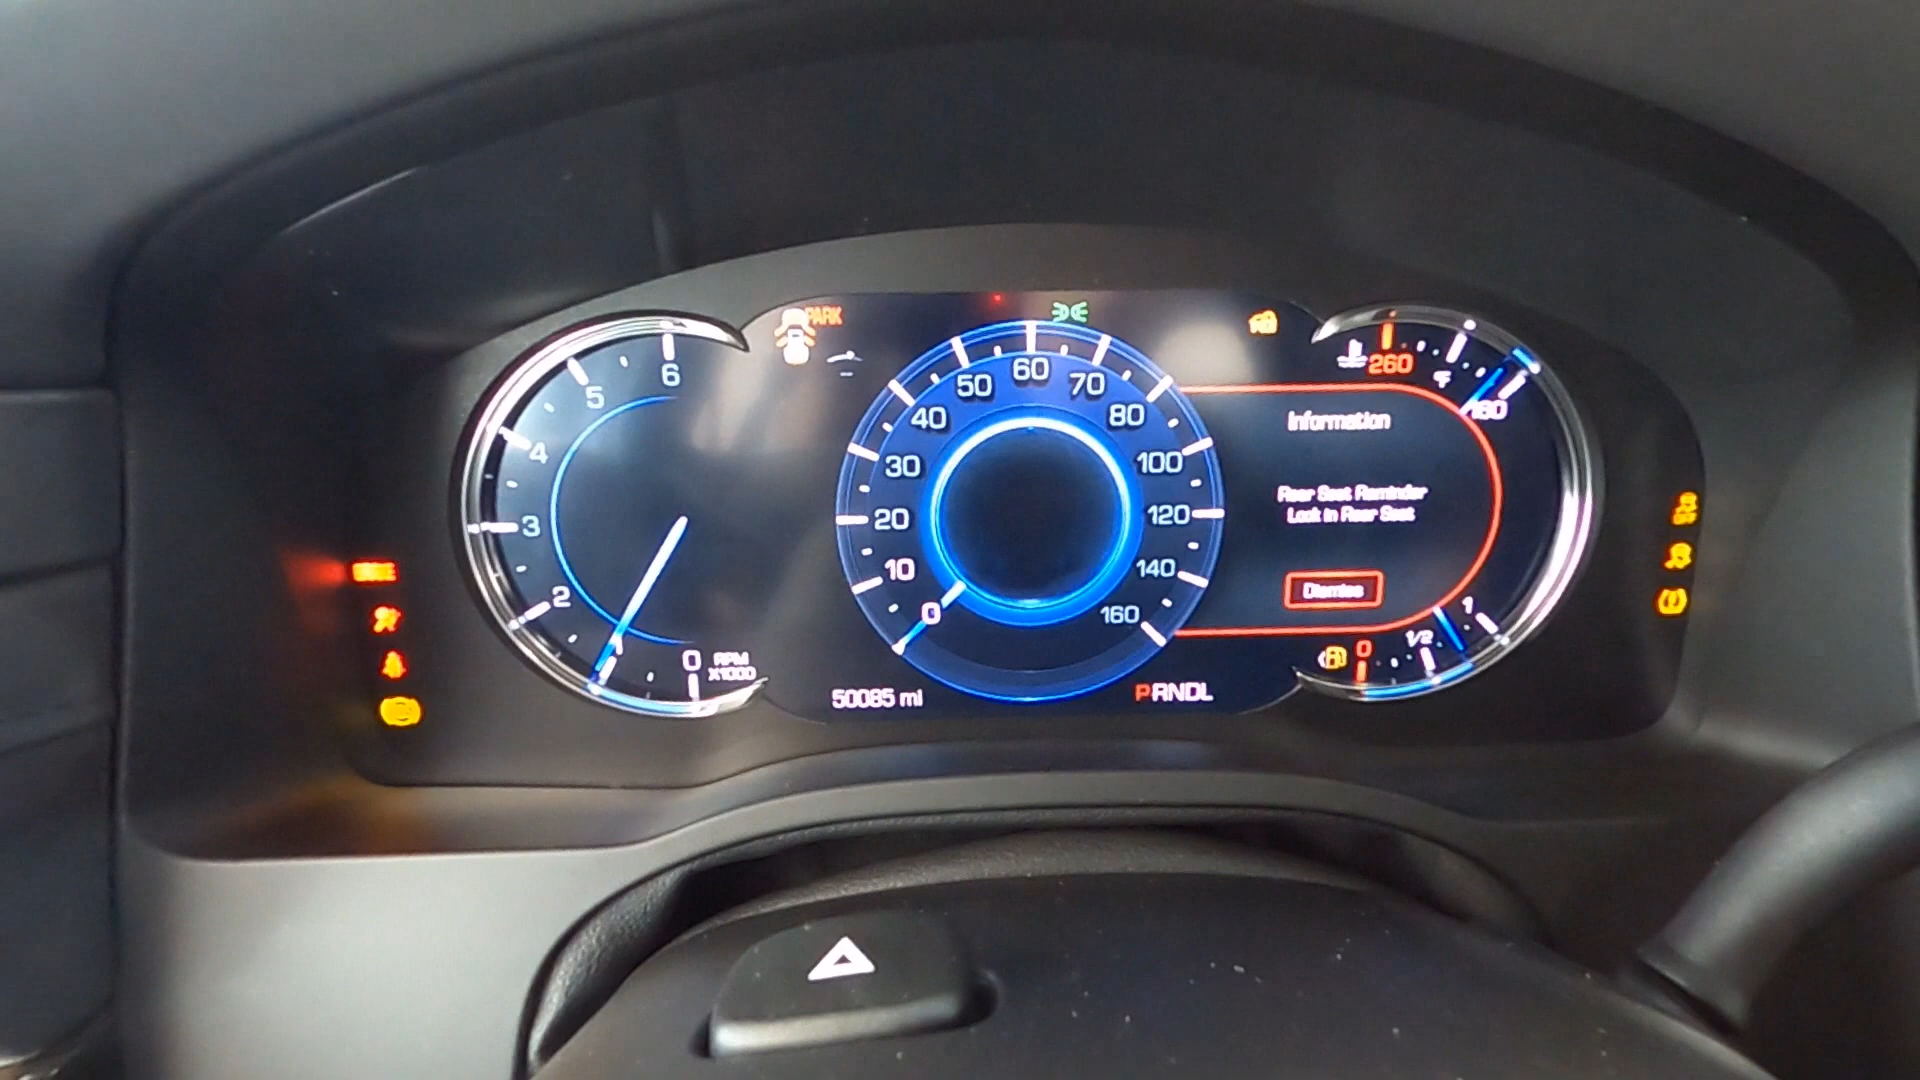 PARK
6
5
4
3
2
0
RPM
X1000
0
10
20
30
40
50
60
70
80
100
120
140
160
50085 mi
PRNDL
260
°F
160
Information
Rear Seat Reminder
Look in Rear Seat
Dismiss
0
1/2
1